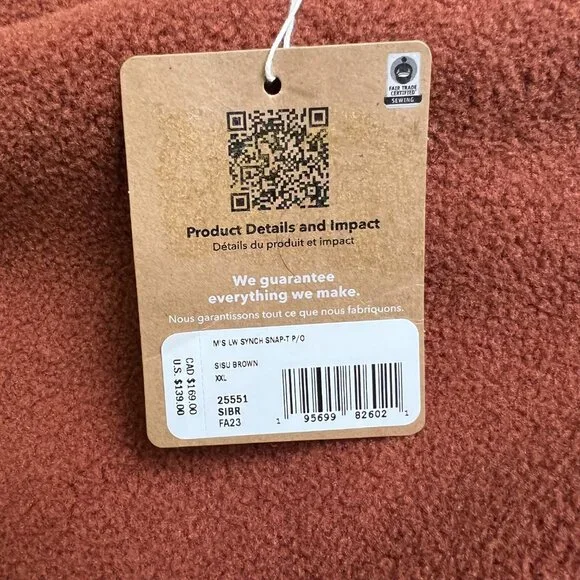 FAIR TRADE
CERTIFIED
SEWING
Product Details and Impact
Détails du produit et impact
We guarantee
everything we make.
Nous garantissons tout ce que nous fabriquons.
CAD $169.00
U.S. $139.00
M'S LW SYNCH SNAP-T P/O
SISU BROWN
XXL
25551
SIBR
FA23
1 95699 82602 1